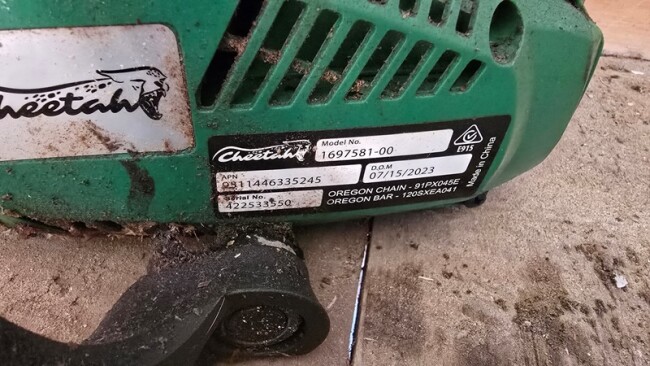 Cheetah
Cheetah
Model No.
1697581-00
E915
APN
9311446335245
D.O.M
07/15/2023
Made in China
Serial No.
422533550
OREGON CHAIN - 91PX045E
OREGON BAR - 120SXEA041